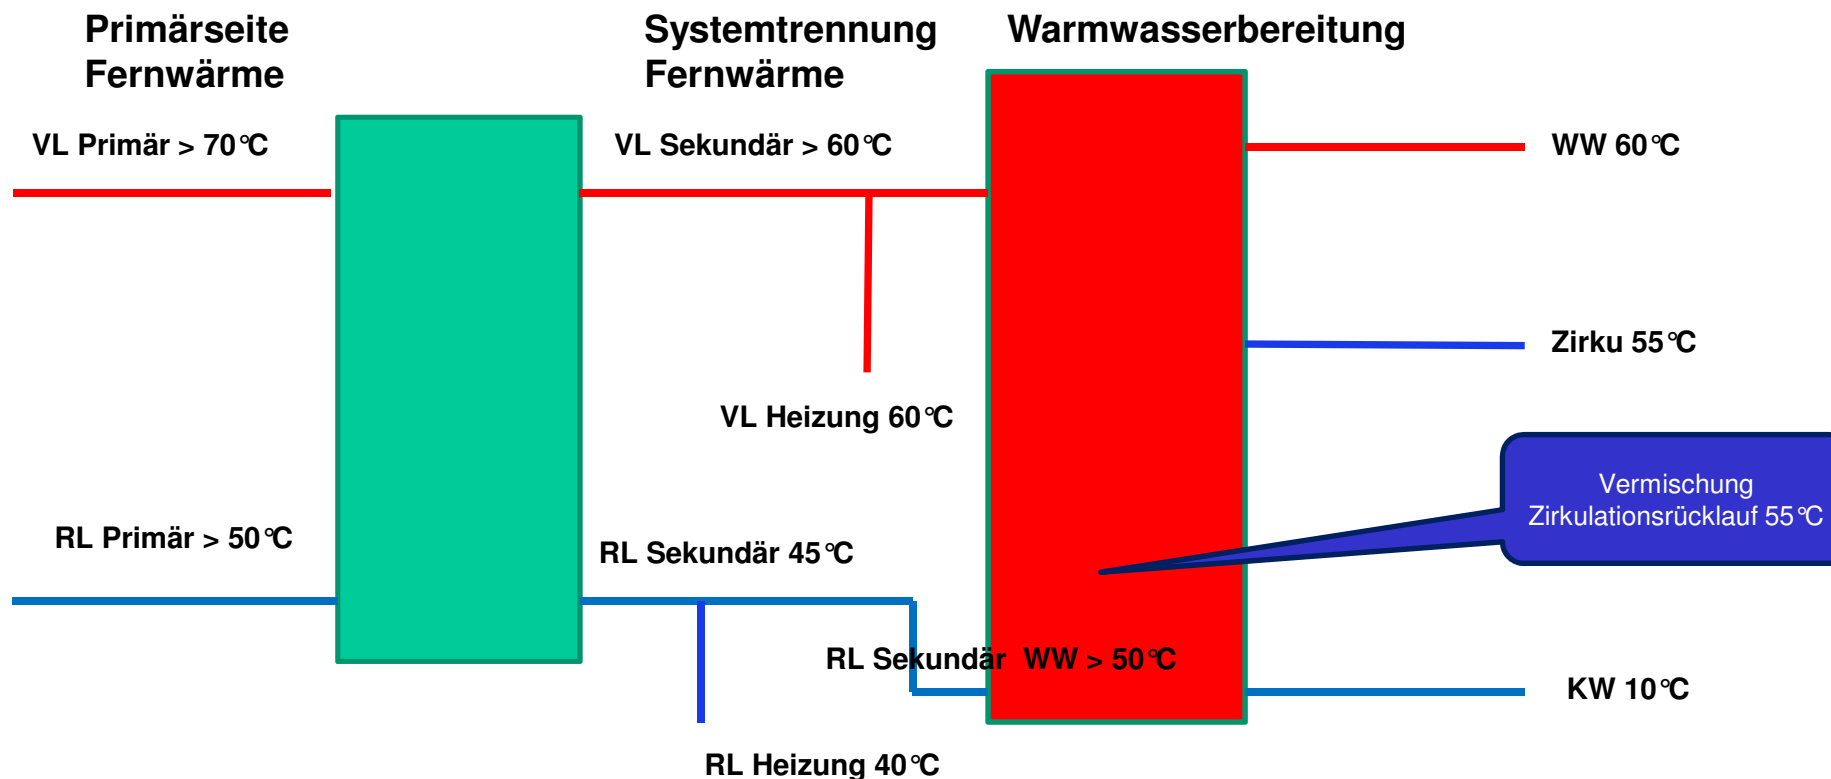 Primärseite
Fernwärme
Systemtrennung
Fernwärme
Warmwasserbereitung
VL Primär > 70°C
VL Sekundär > 60°C
WW 60°C
Zirku 55°C
VL Heizung 60°C
Vermischung
Zirkulationsrücklauf 55°C
RL Primär > 50°C
RL Sekundär 45°C
RL Sekundär WW > 50°C
KW 10°C
RL Heizung 40°C